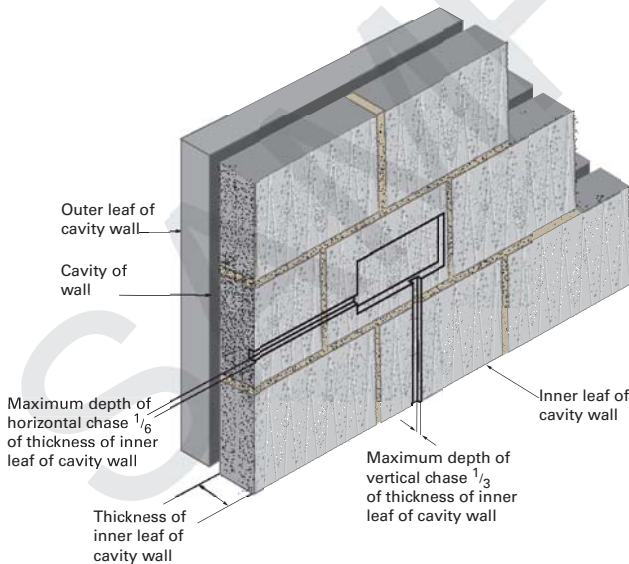 Outer leaf of
cavity wall
Cavity of
wall
Maximum depth of
horizontal chase 1/6
of thickness of inner
leaf of cavity wall
Thickness of
inner leaf of
cavity wall
Maximum depth of
vertical chase 1/3
of thickness of inner
leaf of cavity wall
Inner leaf of
cavity wall